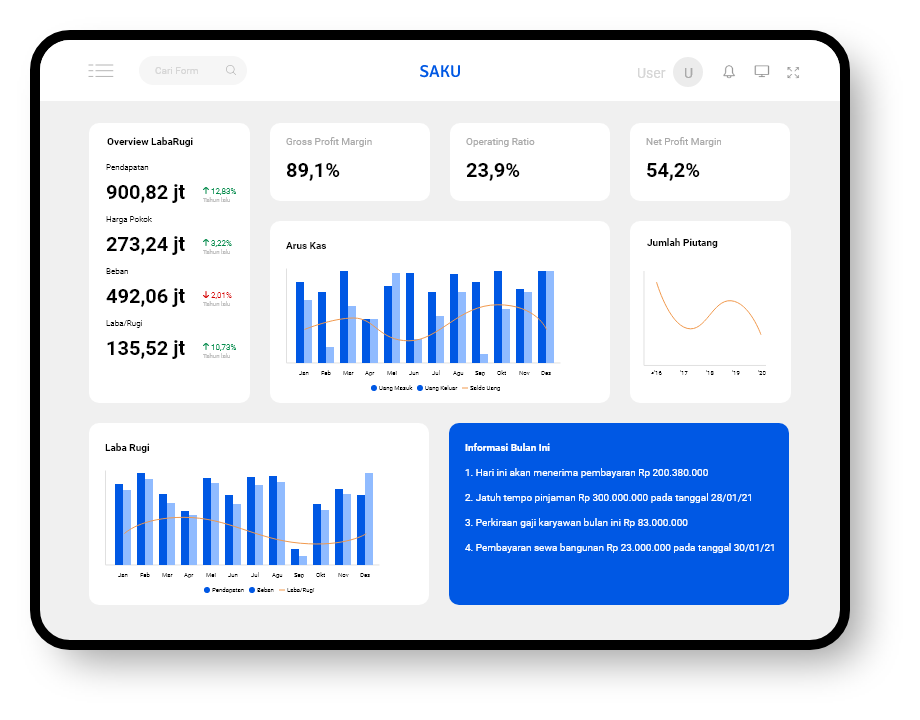 Cari Form
SAKU
User
U
Overview LabaRugi
Pendapatan
900,82 jt
12,83%
Tahun lalu
Harga Pokok
273,24 jt
3,22%
Tahun lalu
Beban
492,06 jt
2,01%
Tahun lalu
Laba/Rugi
135,52 jt
10,73%
Tahun lalu
Gross Profit Margin
89,1%
Operating Ratio
23,9%
Net Profit Margin
54,2%
Arus Kas
Jan Feb Mar Apr Mei Jun Jul Agu Sep Okt Nov Des
Uang Masuk Uang Keluar Saldo Uang
Jumlah Piutang
'16 '17 '18 '19 '20
Laba Rugi
Jan Feb Mar Apr Mei Jun Jul Agu Sep Okt Nov Des
Pendapatan Beban Laba/Rugi
Informasi Bulan Ini
1. Hari ini akan menerima pembayaran Rp 200.380.000
2. Jatuh tempo pinjaman Rp 300.000.000 pada tanggal 28/01/21
3. Perkiraan gaji karyawan bulan ini Rp 83.000.000
4. Pembayaran sewa bangunan Rp 23.000.000 pada tanggal 30/01/21